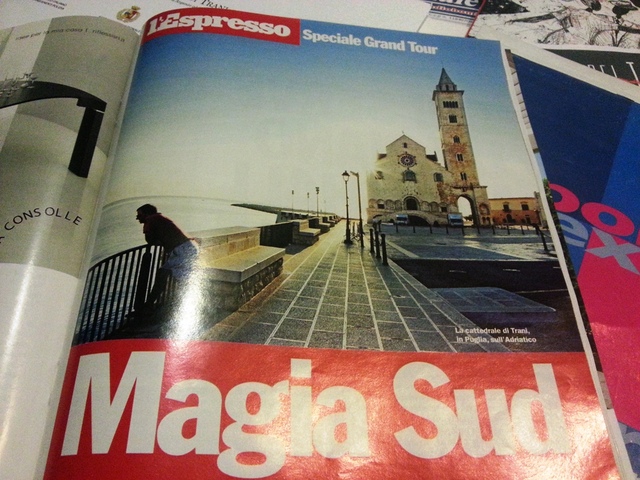 L'Espresso
Speciale Grand Tour
CONSOLLE
La cattedrale di Trani,
in Puglia, sull'Adriatico
Magia Sud